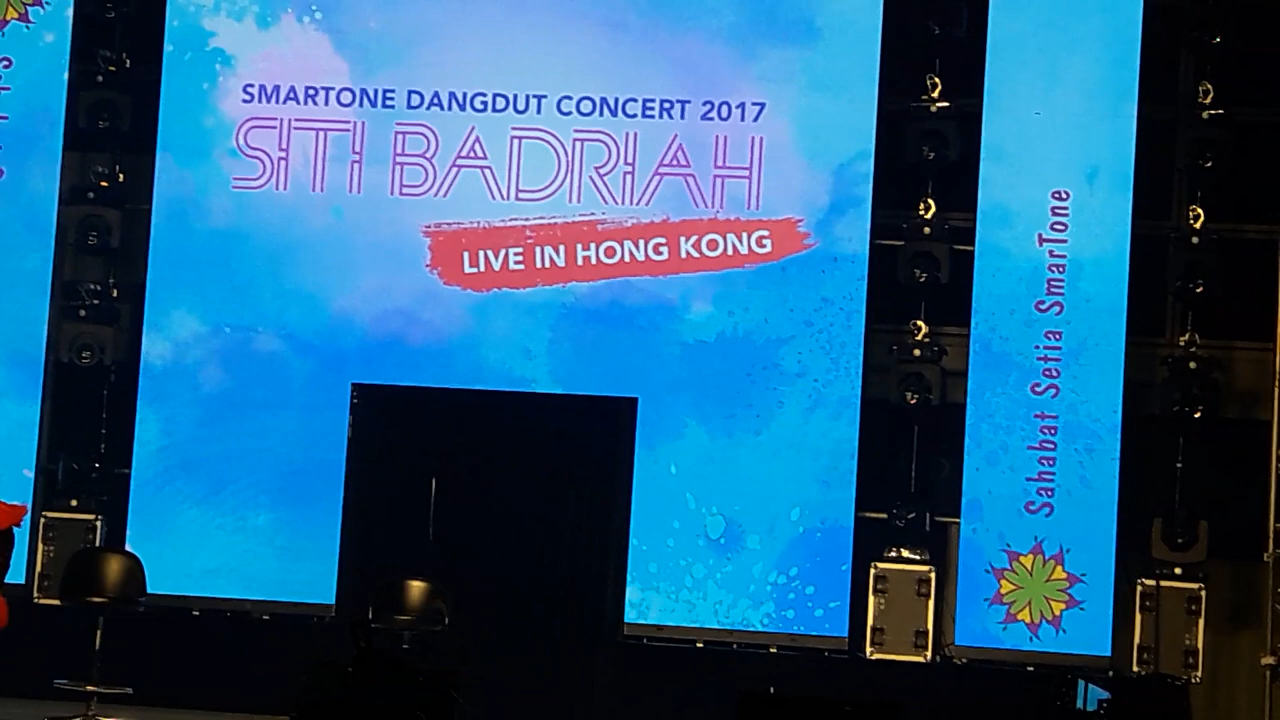 SMARTONE DANGDUT CONCERT 2017
SITI BADRIAH
LIVE IN HONG KONG
Sahabat Setia SmarTone